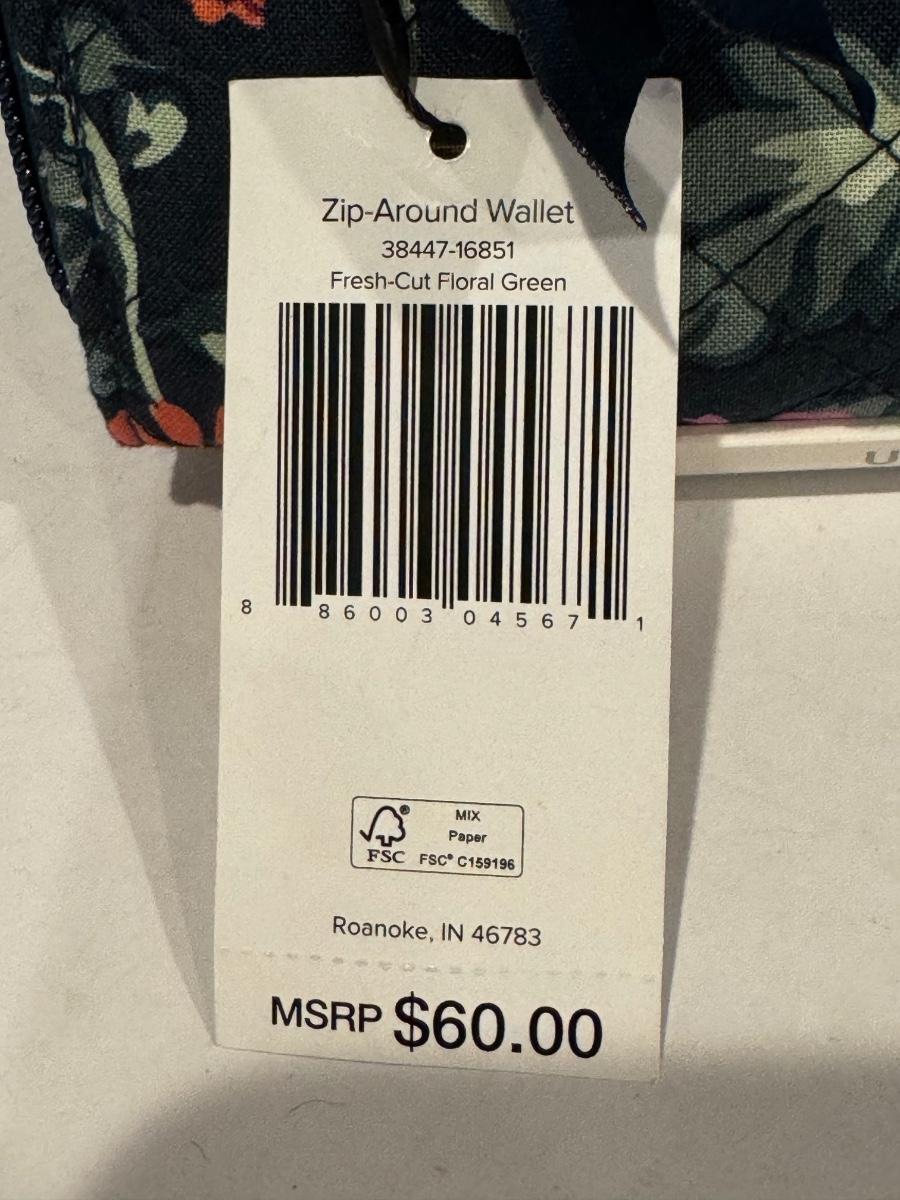 Zip-Around Wallet
38447-16851
Fresh-Cut Floral Green
8 86003 04567 1
MIX
Paper
FSC® C159196
FSC
Roanoke, IN 46783
MSRP $60.00